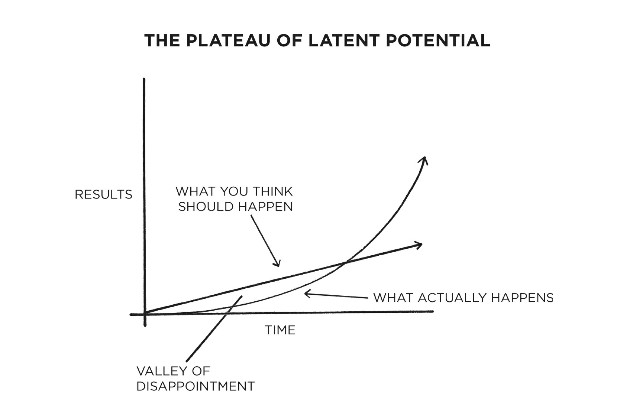 THE PLATEAU OF LATENT POTENTIAL
RESULTS
WHAT YOU THINK
SHOULD HAPPEN
WHAT ACTUALLY HAPPENS
TIME
VALLEY OF
DISAPPOINTMENT